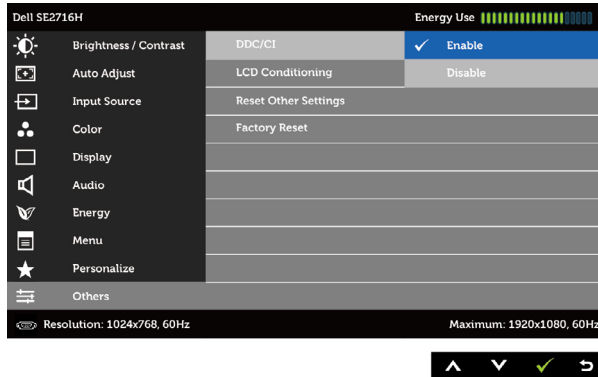 Dell SE2716H Energy Use
Brightness / Contrast DDC/CI Enable
Auto Adjust LCD Conditioning Disable
Input Source Reset Other Settings
Color Factory Reset
Display
Audio
Energy
Menu
Personalize
Others
Resolution: 1024x768, 60Hz Maximum: 1920x1080, 60Hz